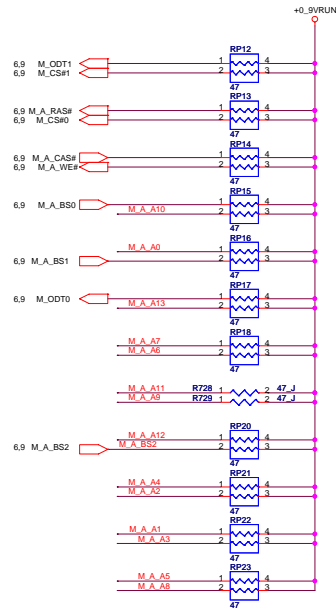 +0_9VRUN
RP12
6,9 M_ODT1 1 4
6,9 M_CS#1 2 3
47
RP13
6,9 M_A_RAS# 1 4
6,9 M_CS#0 2 3
47
RP14
6,9 M_A_CAS# 1 4
6,9 M_A_WE# 2 3
47
RP15
6,9 M_A_BS0 1 4
M_A_A10 2 3
47
RP16
M_A_A0 1 4
6,9 M_A_BS1 2 3
47
RP17
6,9 M_ODT0 1 4
M_A_A13 2 3
47
RP18
M_A_A7 1 4
M_A_A6 2 3
47
M_A_A11 R728 1 2 47_J
M_A_A9 R729 1 2 47_J
RP20
M_A_A12 1 4
6,9 M_A_BS2 M_A_BS2 2 3
47
RP21
M_A_A4 1 4
M_A_A2 2 3
47
RP22
M_A_A1 1 4
M_A_A3 2 3
47
RP23
M_A_A5 1 4
M_A_A8 2 3
47